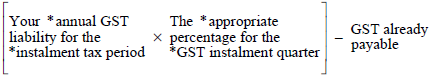 Your *annual GST liability for the *instalment tax period × The *appropriate percentage for the *GST instalment quarter − GST already payable